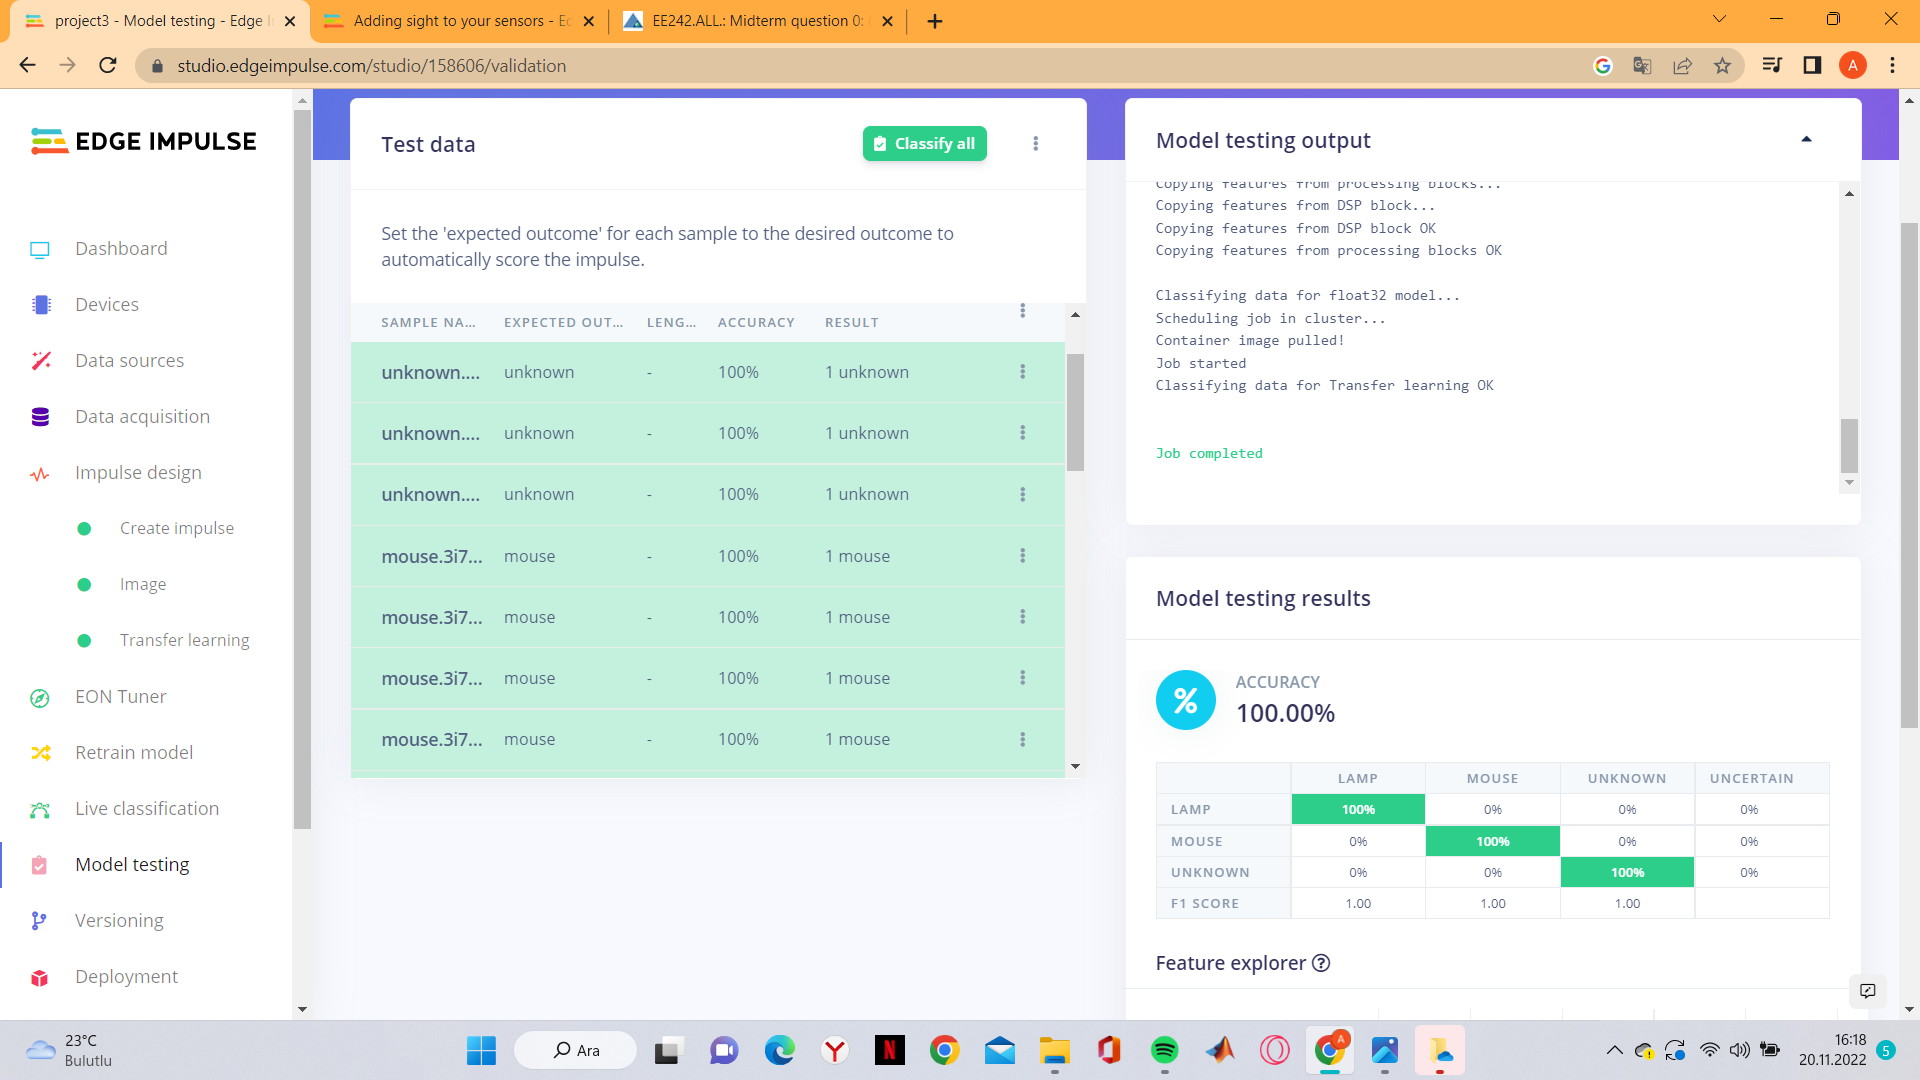 project3 - Model testing - Edge I
Adding sight to your sensors - E
EE242.ALL.: Midterm question 0:
studio.edgeimpulse.com/studio/158606/validation
A
EDGE IMPULSE
Dashboard
Devices
Data sources
Data acquisition
Impulse design
Create impulse
Image
Transfer learning
EON Tuner
Retrain model
Live classification
Model testing
Versioning
Deployment
Test data
Classify all
Set the 'expected outcome' for each sample to the desired outcome to
automatically score the impulse.
SAMPLE NA... EXPECTED OUT... LENG... ACCURACY RESULT
unknown.... unknown - 100% 1 unknown
unknown.... unknown - 100% 1 unknown
unknown.... unknown - 100% 1 unknown
mouse.3i7... mouse - 100% 1 mouse
mouse.3i7... mouse - 100% 1 mouse
mouse.3i7... mouse - 100% 1 mouse
mouse.3i7... mouse - 100% 1 mouse
Model testing output
Copying features from processing blocks...
Copying features from DSP block...
Copying features from DSP block OK
Copying features from processing blocks OK
Classifying data for float32 model...
Scheduling job in cluster...
Container image pulled!
Job started
Classifying data for Transfer learning OK
Job completed
Model testing results
%
ACCURACY
100.00%
LAMP MOUSE UNKNOWN UNCERTAIN
LAMP 100% 0% 0% 0%
MOUSE 0% 100% 0% 0%
UNKNOWN 0% 0% 100% 0%
F1 SCORE 1.00 1.00 1.00
Feature explorer ?
23°C
Bulutlu
Ara
A
16:18
20.11.2022
5